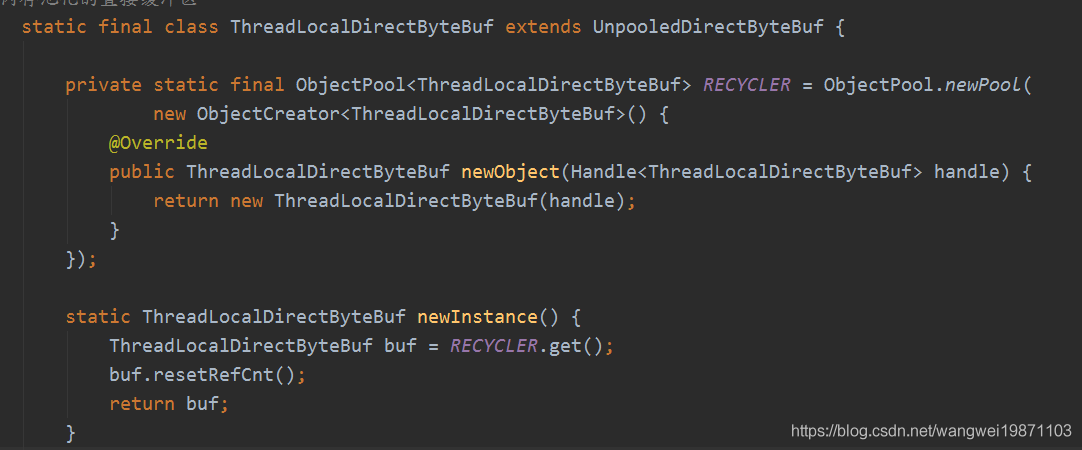 static final class ThreadLocalDirectByteBuf extends UnpooledDirectByteBuf {
private static final ObjectPool<ThreadLocalDirectByteBuf> RECYCLER = ObjectPool.newPool(
new ObjectCreator<ThreadLocalDirectByteBuf>() {
@Override
public ThreadLocalDirectByteBuf newObject(Handle<ThreadLocalDirectByteBuf> handle) {
return new ThreadLocalDirectByteBuf(handle);
}
});
static ThreadLocalDirectByteBuf newInstance() {
ThreadLocalDirectByteBuf buf = RECYCLER.get();
buf.resetRefCnt();
return buf;
}
https://blog.csdn.net/wangwei19871103